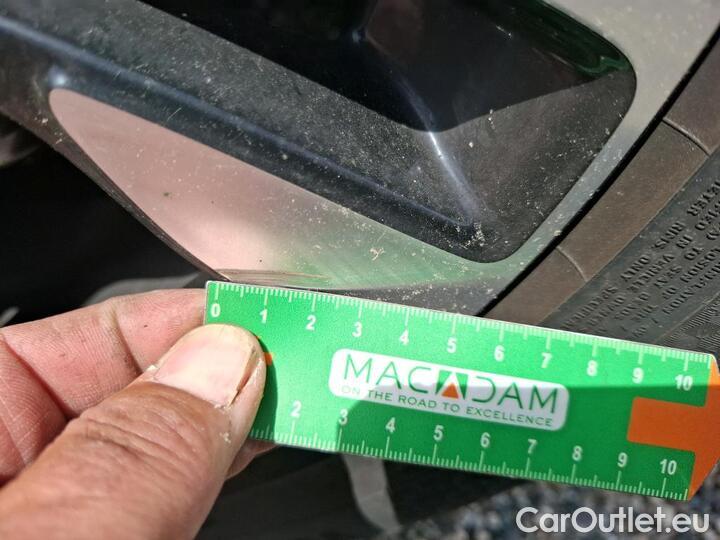 0 1 2 3 4 5 6 7 8 9 10
MACADAM
ON THE ROAD TO EXCELLENCE
2 3 4 5 6 7 8 9 10
CarOutlet.eu